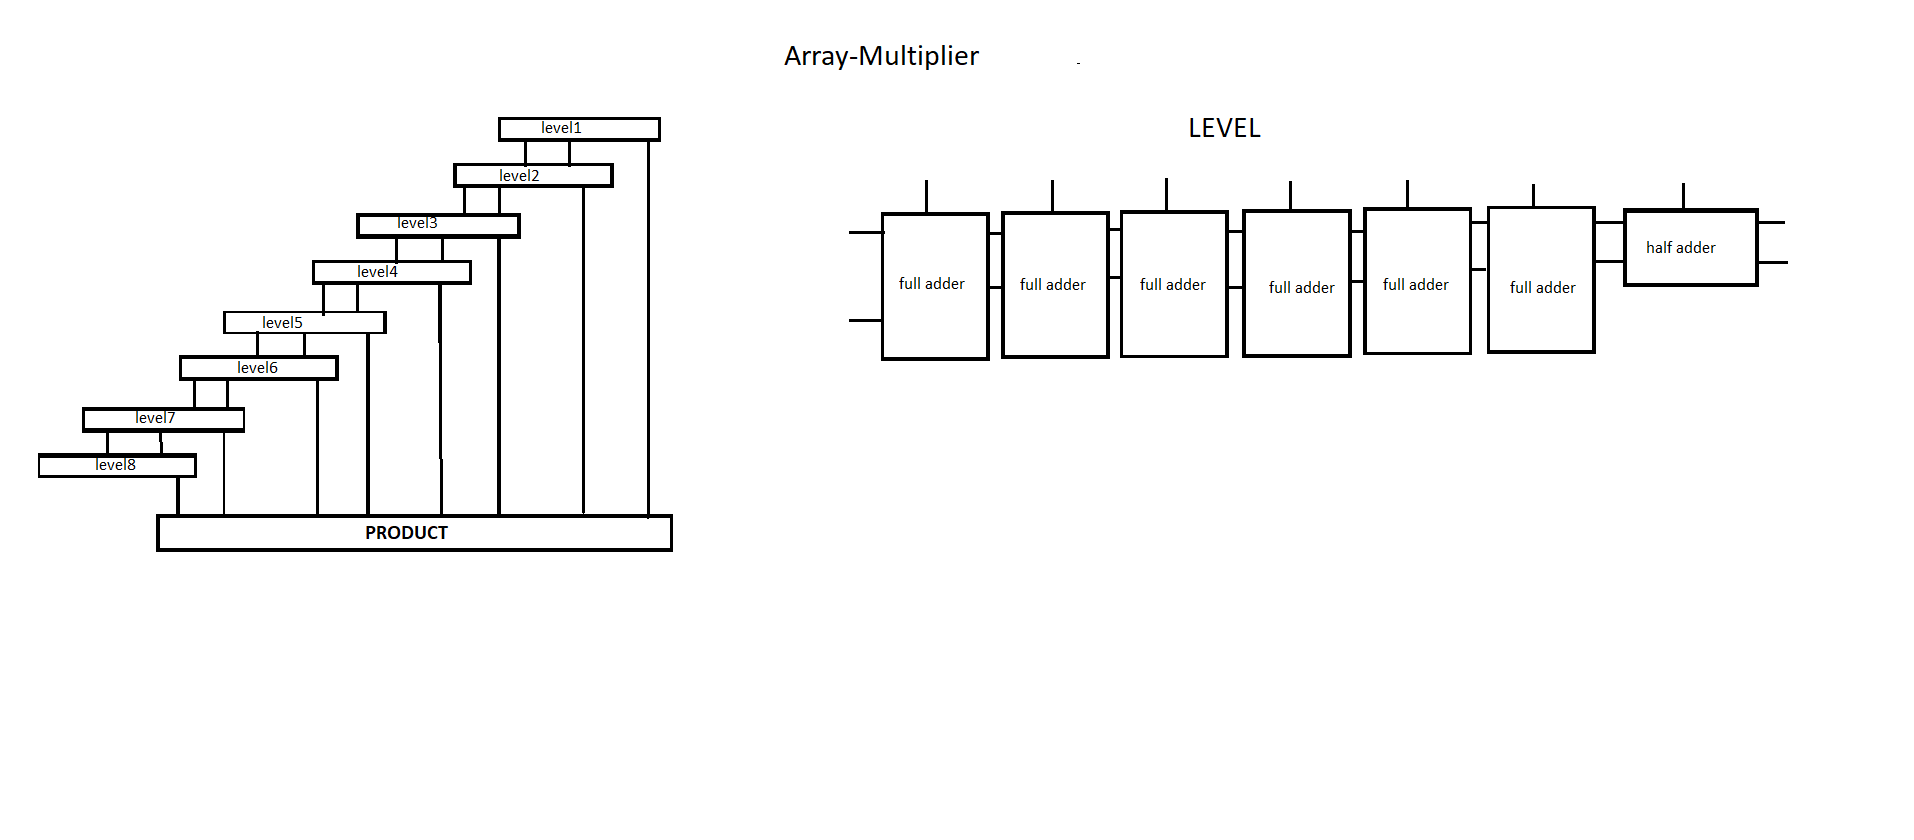 Array-Multiplier
level1
level2
level3
level4
level5
level6
level7
level8
PRODUCT
LEVEL
full adder
full adder
full adder
full adder
full adder
full adder
half adder